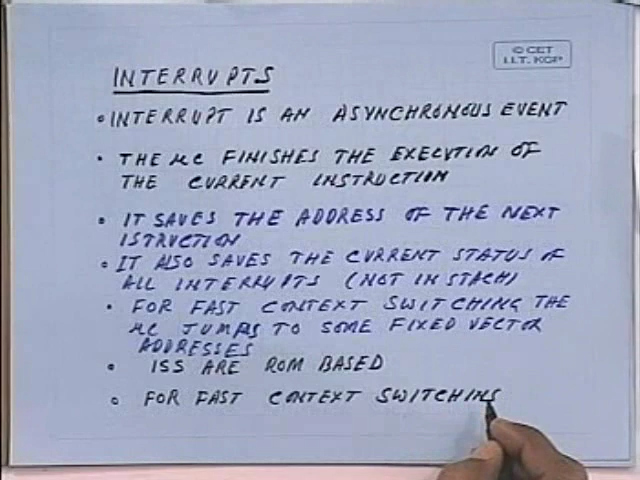 © CET
I.I.T. KGP
INTERRUPTS
• INTERRUPT IS AN ASYNCHRONOUS EVENT
• THE μC FINISHES THE EXECUTION OF
THE CURRENT INSTRUCTION
• IT SAVES THE ADDRESS OF THE NEXT
ISTRUCTION
• IT ALSO SAVES THE CURRENT STATUS OF
ALL INTERRUPTS (NOT IN STACH)
• FOR FAST CONTEXT SWITCHING THE
μC JUMPS TO SOME FIXED VECTOR
ADDRESSES
• ISS ARE ROM BASED
• FOR FAST CONTEXT SWITCHING